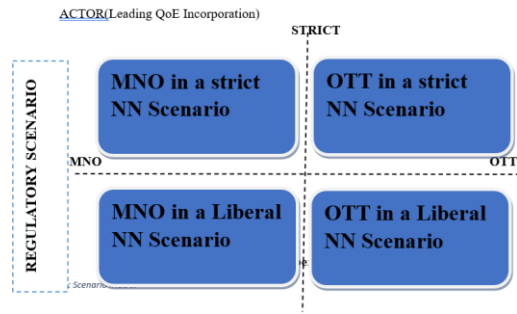 ACTOR(Leading QoE Incorporation)
STRICT
REGULATORY SCENARIO
MNO in a strict
NN Scenario
OTT in a strict
NN Scenario
MNO
OTT
MNO in a Liberal
NN Scenario
OTT in a Liberal
NN Scenario
Scenario